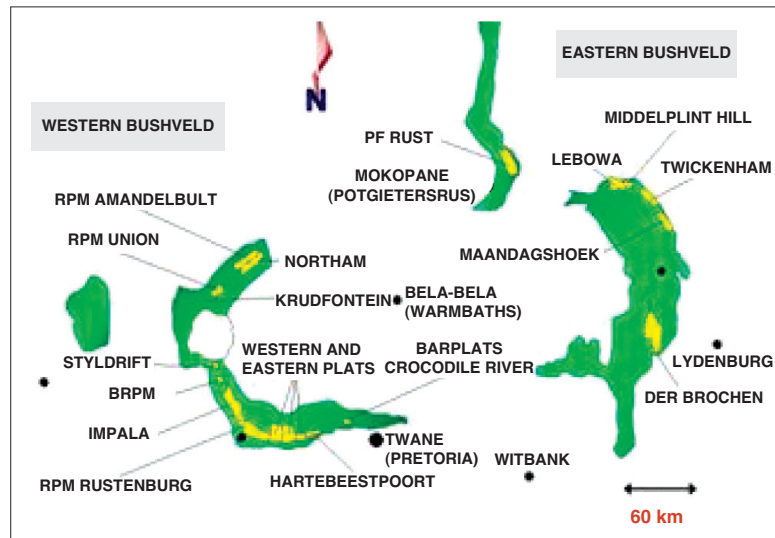 EASTERN BUSHVELD
N
WESTERN BUSHVELD
MIDDELPLINT HILL
PF RUST
LEBOWA
TWICKENHAM
MOKOPANE
(POTGIETERSRUS)
RPM AMANDELBULT
RPM UNION
NORTHAM
MAANDAGSHOEK
KRUDFONTEIN
BELA-BELA
(WARMBATHS)
STYLDRIFT
WESTERN AND
EASTERN PLATS
BARPLATS
CROCODILE RIVER
LYDENBURG
BRPM
DER BROCHEN
IMPALA
TWANE
(PRETORIA)
WITBANK
RPM RUSTENBURG
HARTEBEESTPOORT
60 km